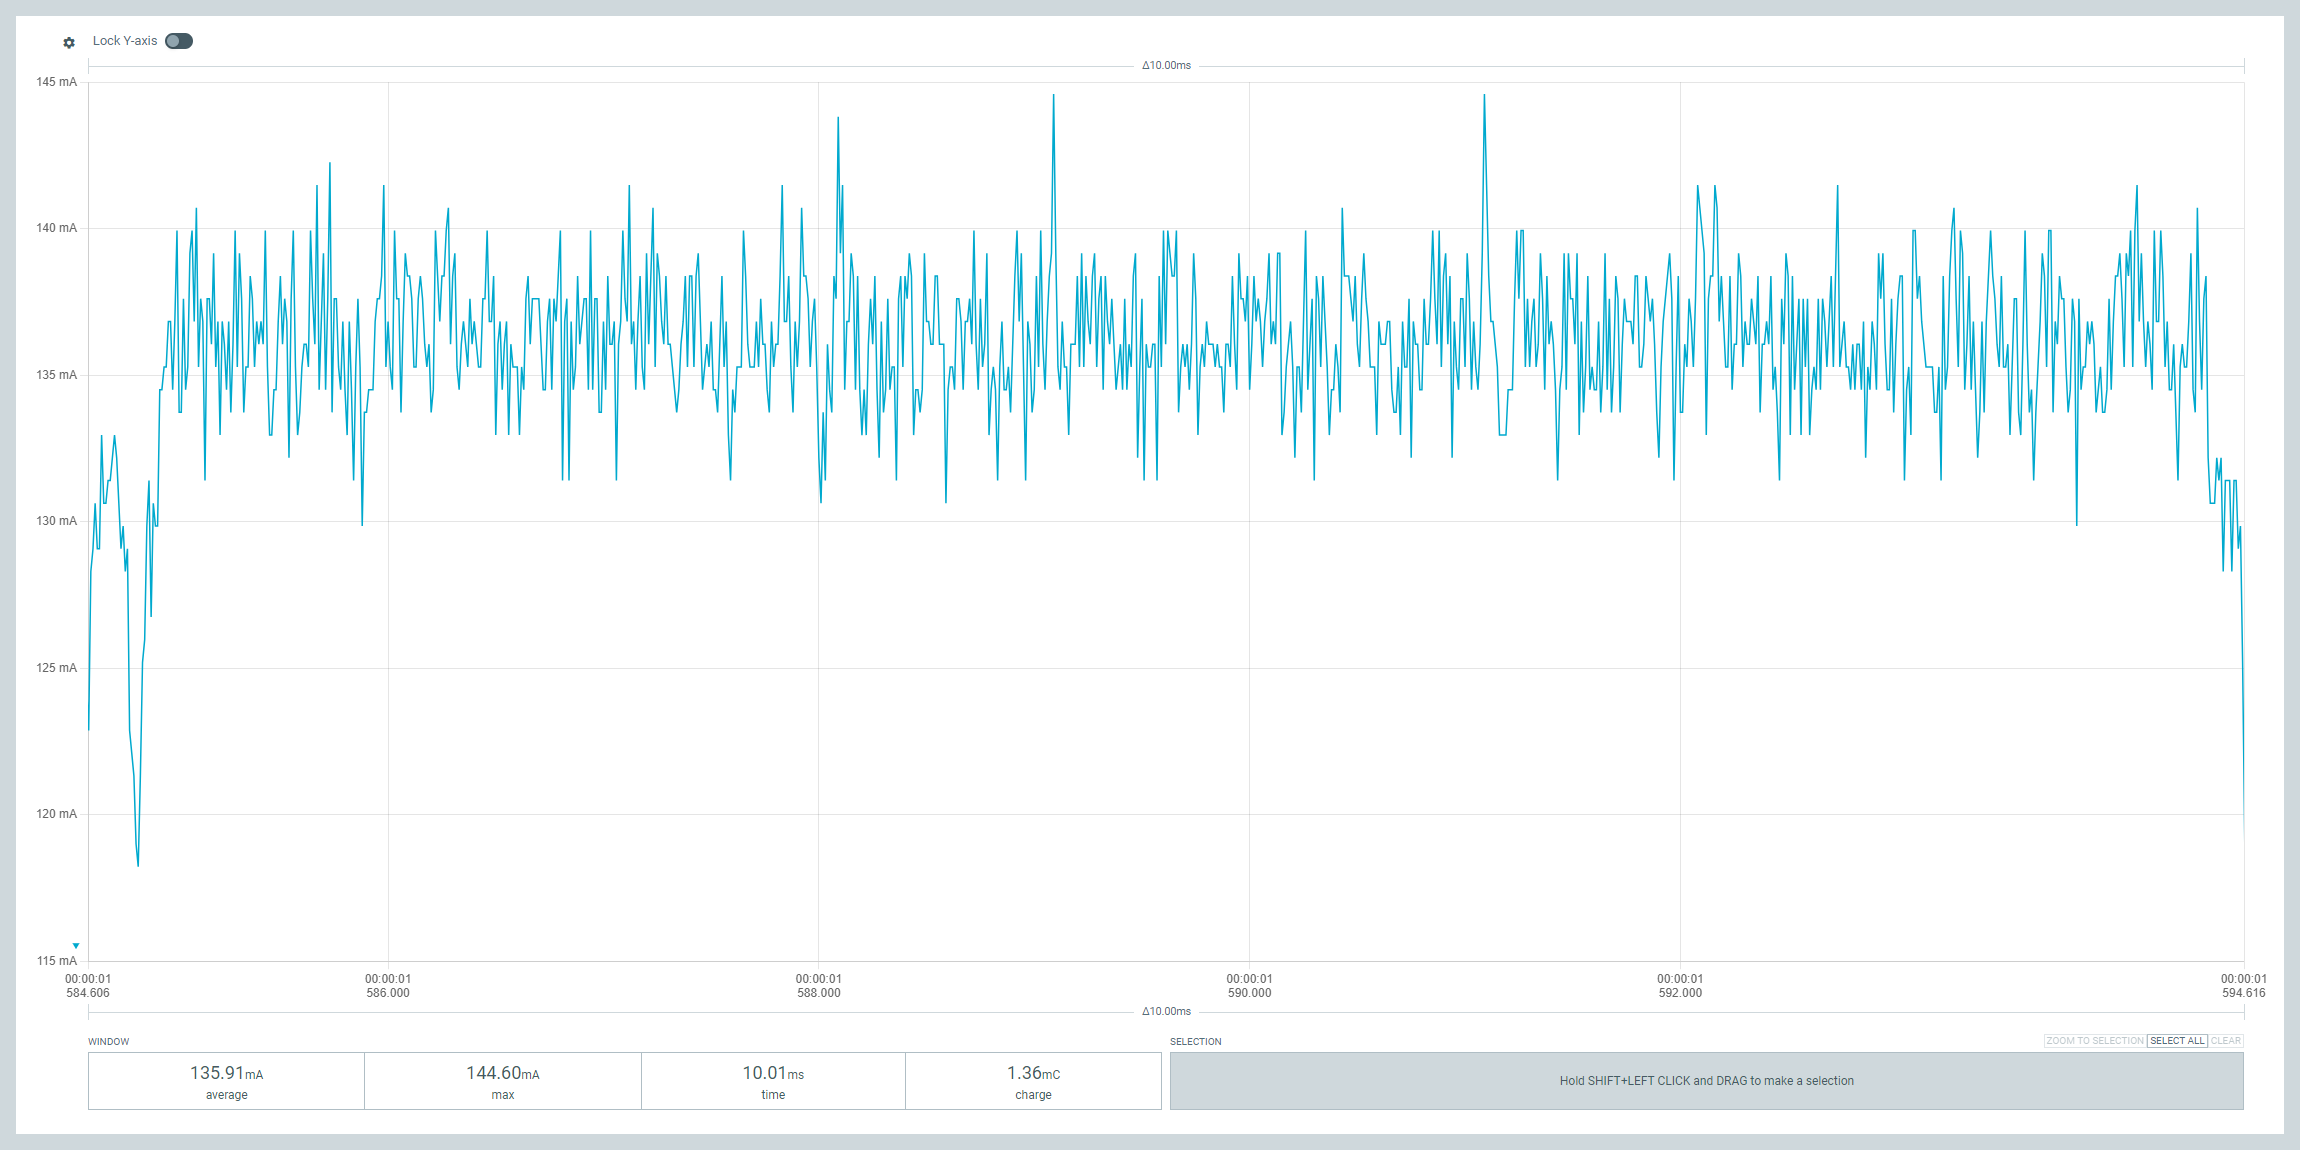 Lock Y-axis
Δ10.00ms
145 mA
140 mA
135 mA
130 mA
125 mA
120 mA
115 mA
00:00:01 00:00:01 00:00:01 00:00:01 00:00:01 00:00:01
584.606 586.000 588.000 590.000 592.000 594.616
Δ10.00ms
WINDOW SELECTION ZOOM TO SELECTION SELECT ALL CLEAR
135.91mA 144.60mA 10.01ms 1.36mC
average max time charge
Hold SHIFT+LEFT CLICK and DRAG to make a selection